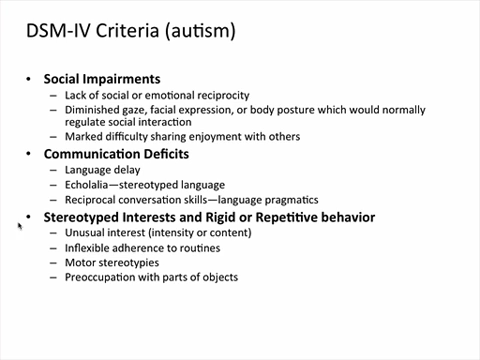 DSM-IV Criteria (autism)
• Social Impairments
– Lack of social or emotional reciprocity
– Diminished gaze, facial expression, or body posture which would normally
regulate social interaction
– Marked difficulty sharing enjoyment with others
• Communication Deficits
– Language delay
– Echolalia—stereotyped language
– Reciprocal conversation skills—language pragmatics
• Stereotyped Interests and Rigid or Repetitive behavior
– Unusual interest (intensity or content)
– Inflexible adherence to routines
– Motor stereotypies
– Preoccupation with parts of objects